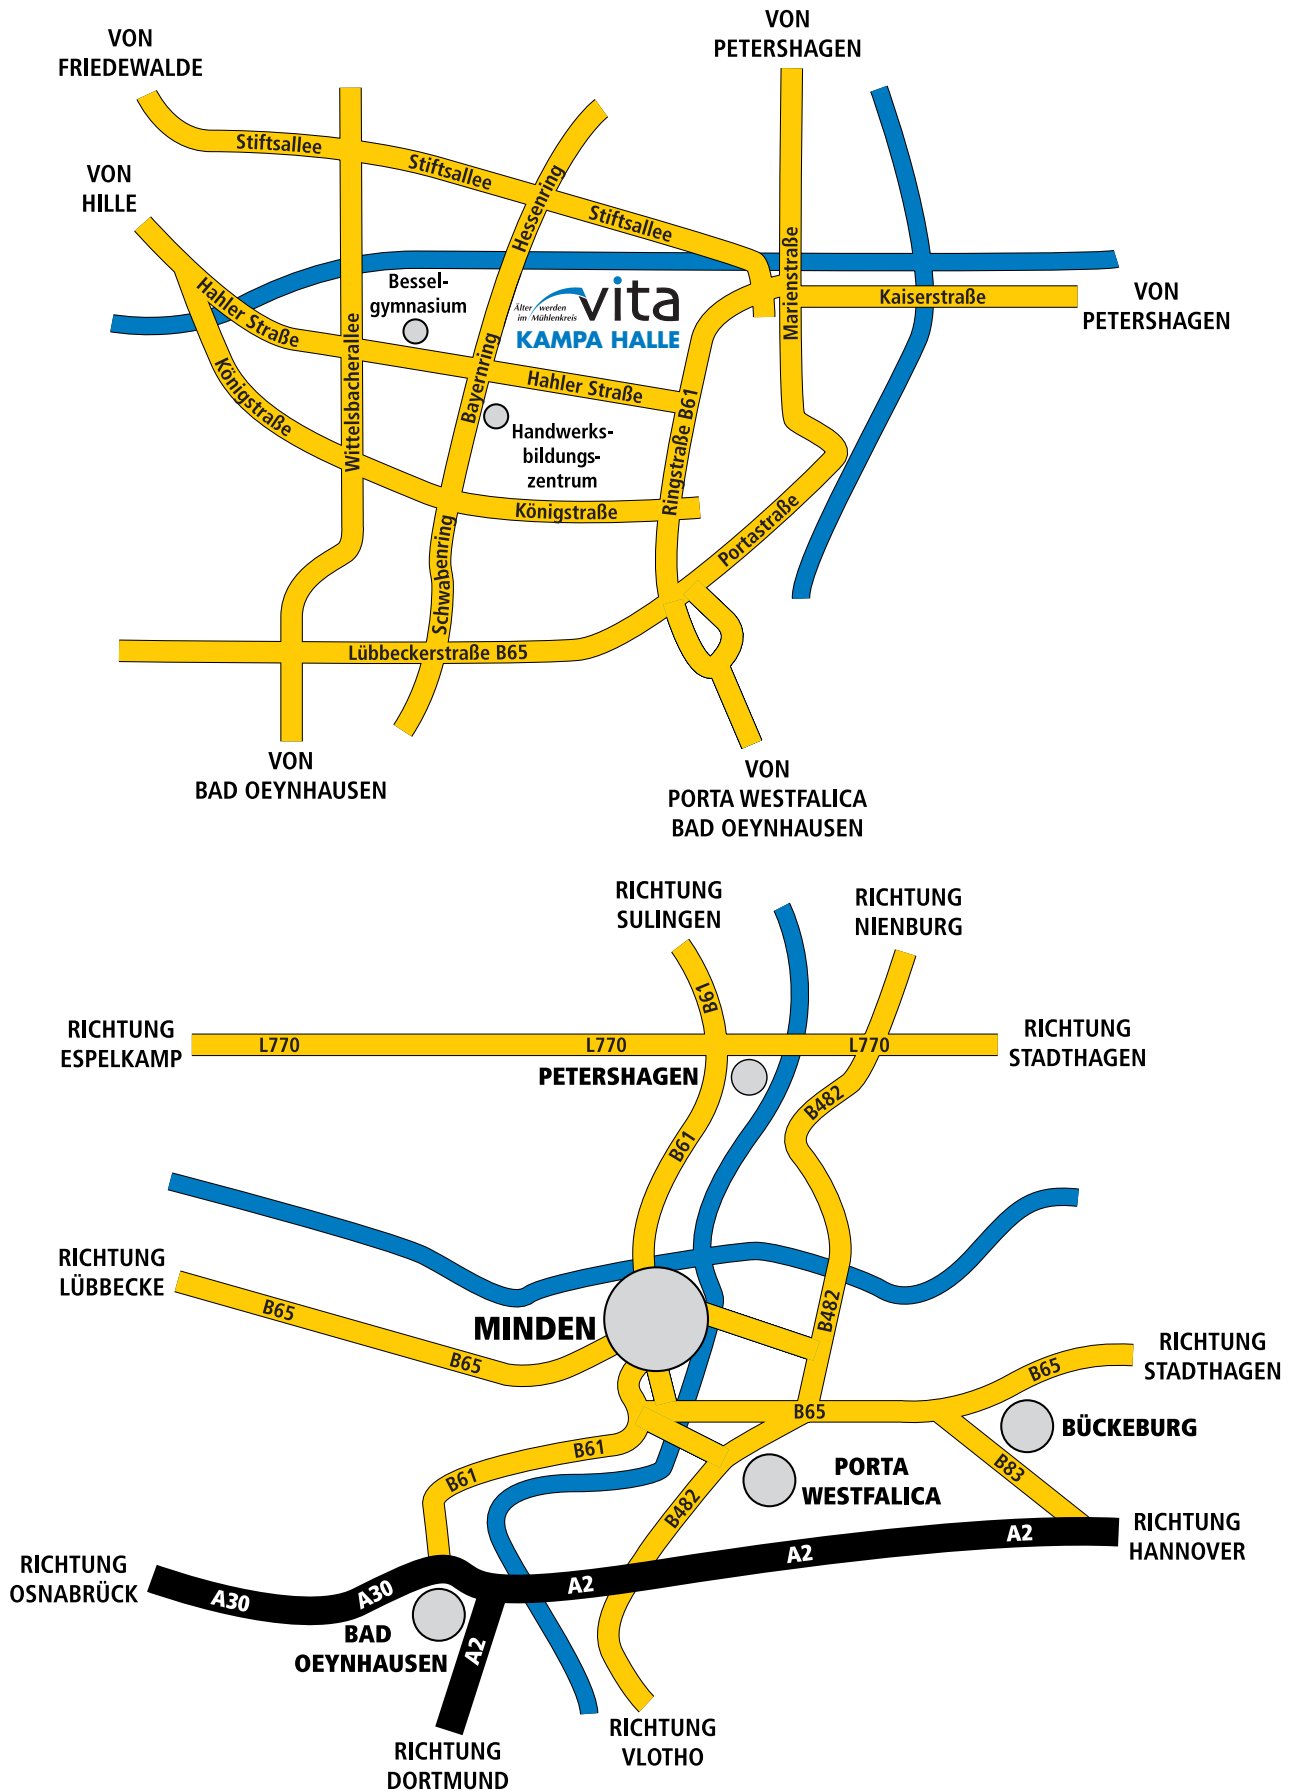 VON
FRIEDEWALDE
VON
PETERSHAGEN
Stiftsallee
Stiftsallee
Stiftsallee
VON
HILLE
Hessenring
Marienstraße
Hahler Straße
Bessel-
gymnasium
Älter werden
im Mühlenkreis
vita
KAMPA HALLE
Kaiserstraße
VON
PETERSHAGEN
Königstraße
Wittelsbacherallee
Bayernring
Hahler Straße
Ringstraße B61
Handwerks-
bildungs-
zentrum
Königstraße
Portastraße
Schwabenring
Lübbeckerstraße B65
VON
BAD OEYNHAUSEN
VON
PORTA WESTFALICA
BAD OEYNHAUSEN
RICHTUNG
SULINGEN
RICHTUNG
NIENBURG
B61
RICHTUNG
ESPELKAMP
L770
L770
L770
RICHTUNG
STADTHAGEN
PETERSHAGEN
B482
B61
RICHTUNG
LÜBBECKE
B65
B482
MINDEN
B65
B65
RICHTUNG
STADTHAGEN
B65
BÜCKEBURG
B61
B61
B83
PORTA
WESTFALICA
B482
RICHTUNG
HANNOVER
A2
A2
A2
RICHTUNG
OSNABRÜCK
A30
A30
BAD
OEYNHAUSEN
A2
RICHTUNG
VLOTHO
RICHTUNG
DORTMUND